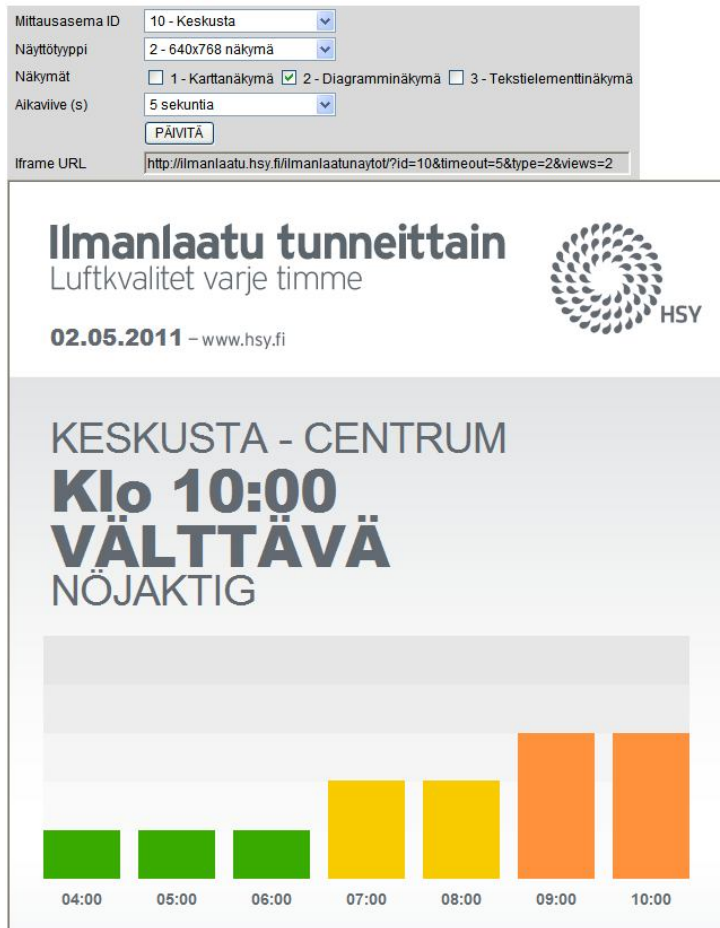 Mittausasema ID 10 - Keskusta
Näyttötyyppi 2 - 640x768 näkymä
Näkymät 1 - Karttanäkymä 2 - Diagramminäkymä 3 - Tekstielementtinäkymä
Aikaviive (s) 5 sekuntia
PÄIVITÄ
Iframe URL http://ilmanlaatu.hsy.fi/ilmanlaatunaytot/?id=10&timeout=5&type=2&views=2
Ilmanlaatu tunneittain
Luftkvalitet varje timme
HSY
02.05.2011 – www.hsy.fi
KESKUSTA - CENTRUM
Klo 10:00
VÄLTTÄVÄ
NÖJAKTIG
04:00 05:00 06:00 07:00 08:00 09:00 10:00